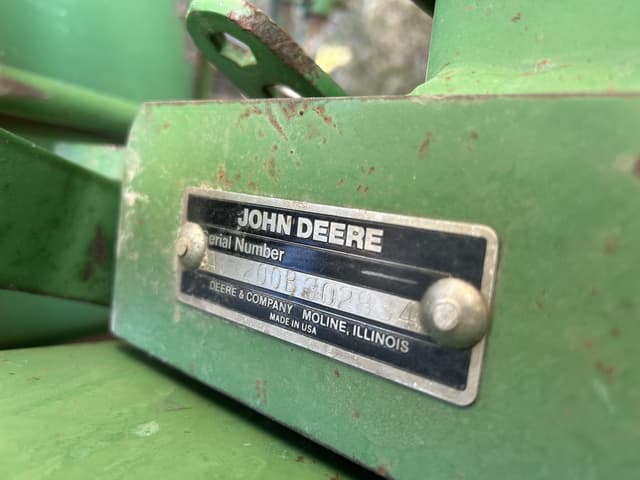 JOHN DEERE
erial Number
DEERE & COMPANY MOLINE, ILLINOIS
MADE IN USA